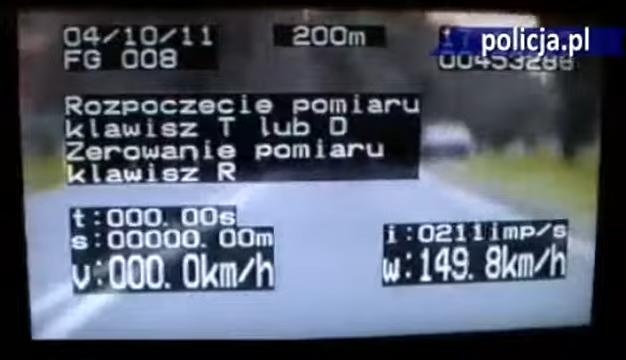 04/10/11 200m policja.pl
FG 008
Rozpoczecie pomiaru
klawisz T lub D
Zerowanie pomiaru
klawisz R
t:000.00s
s:00000.00m i:0211imp/s
v:000.0km/h w:149.8km/h